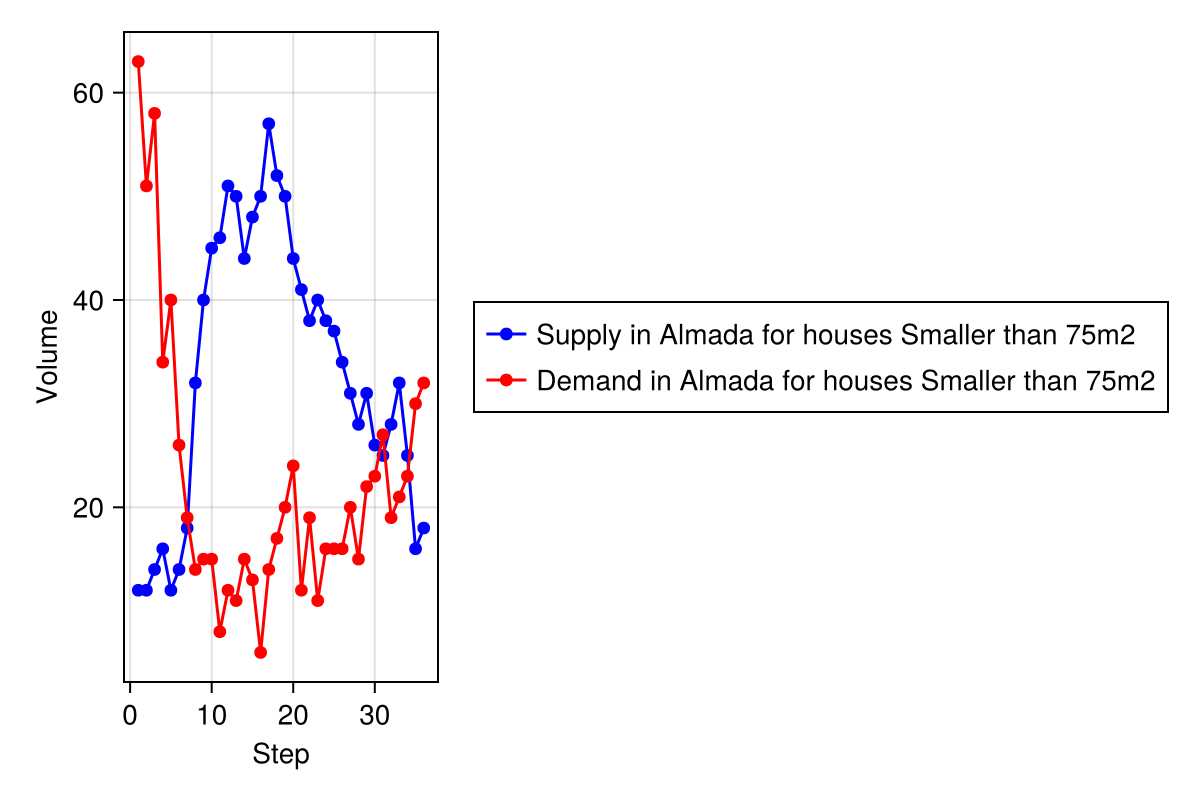 60
40
20
Volume
0 10 20 30
Step
Supply in Almada for houses Smaller than 75m2
Demand in Almada for houses Smaller than 75m2